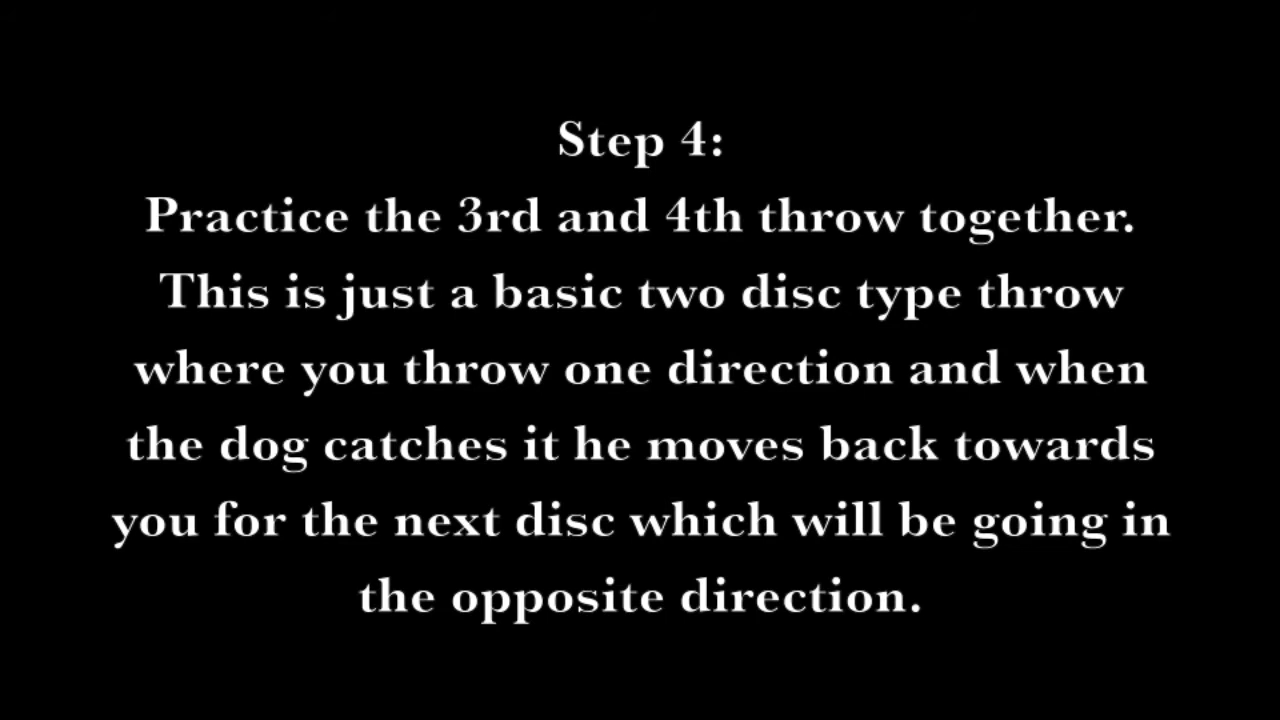 Step 4:
Practice the 3rd and 4th throw together.
This is just a basic two disc type throw
where you throw one direction and when
the dog catches it he moves back towards
you for the next disc which will be going in
the opposite direction.